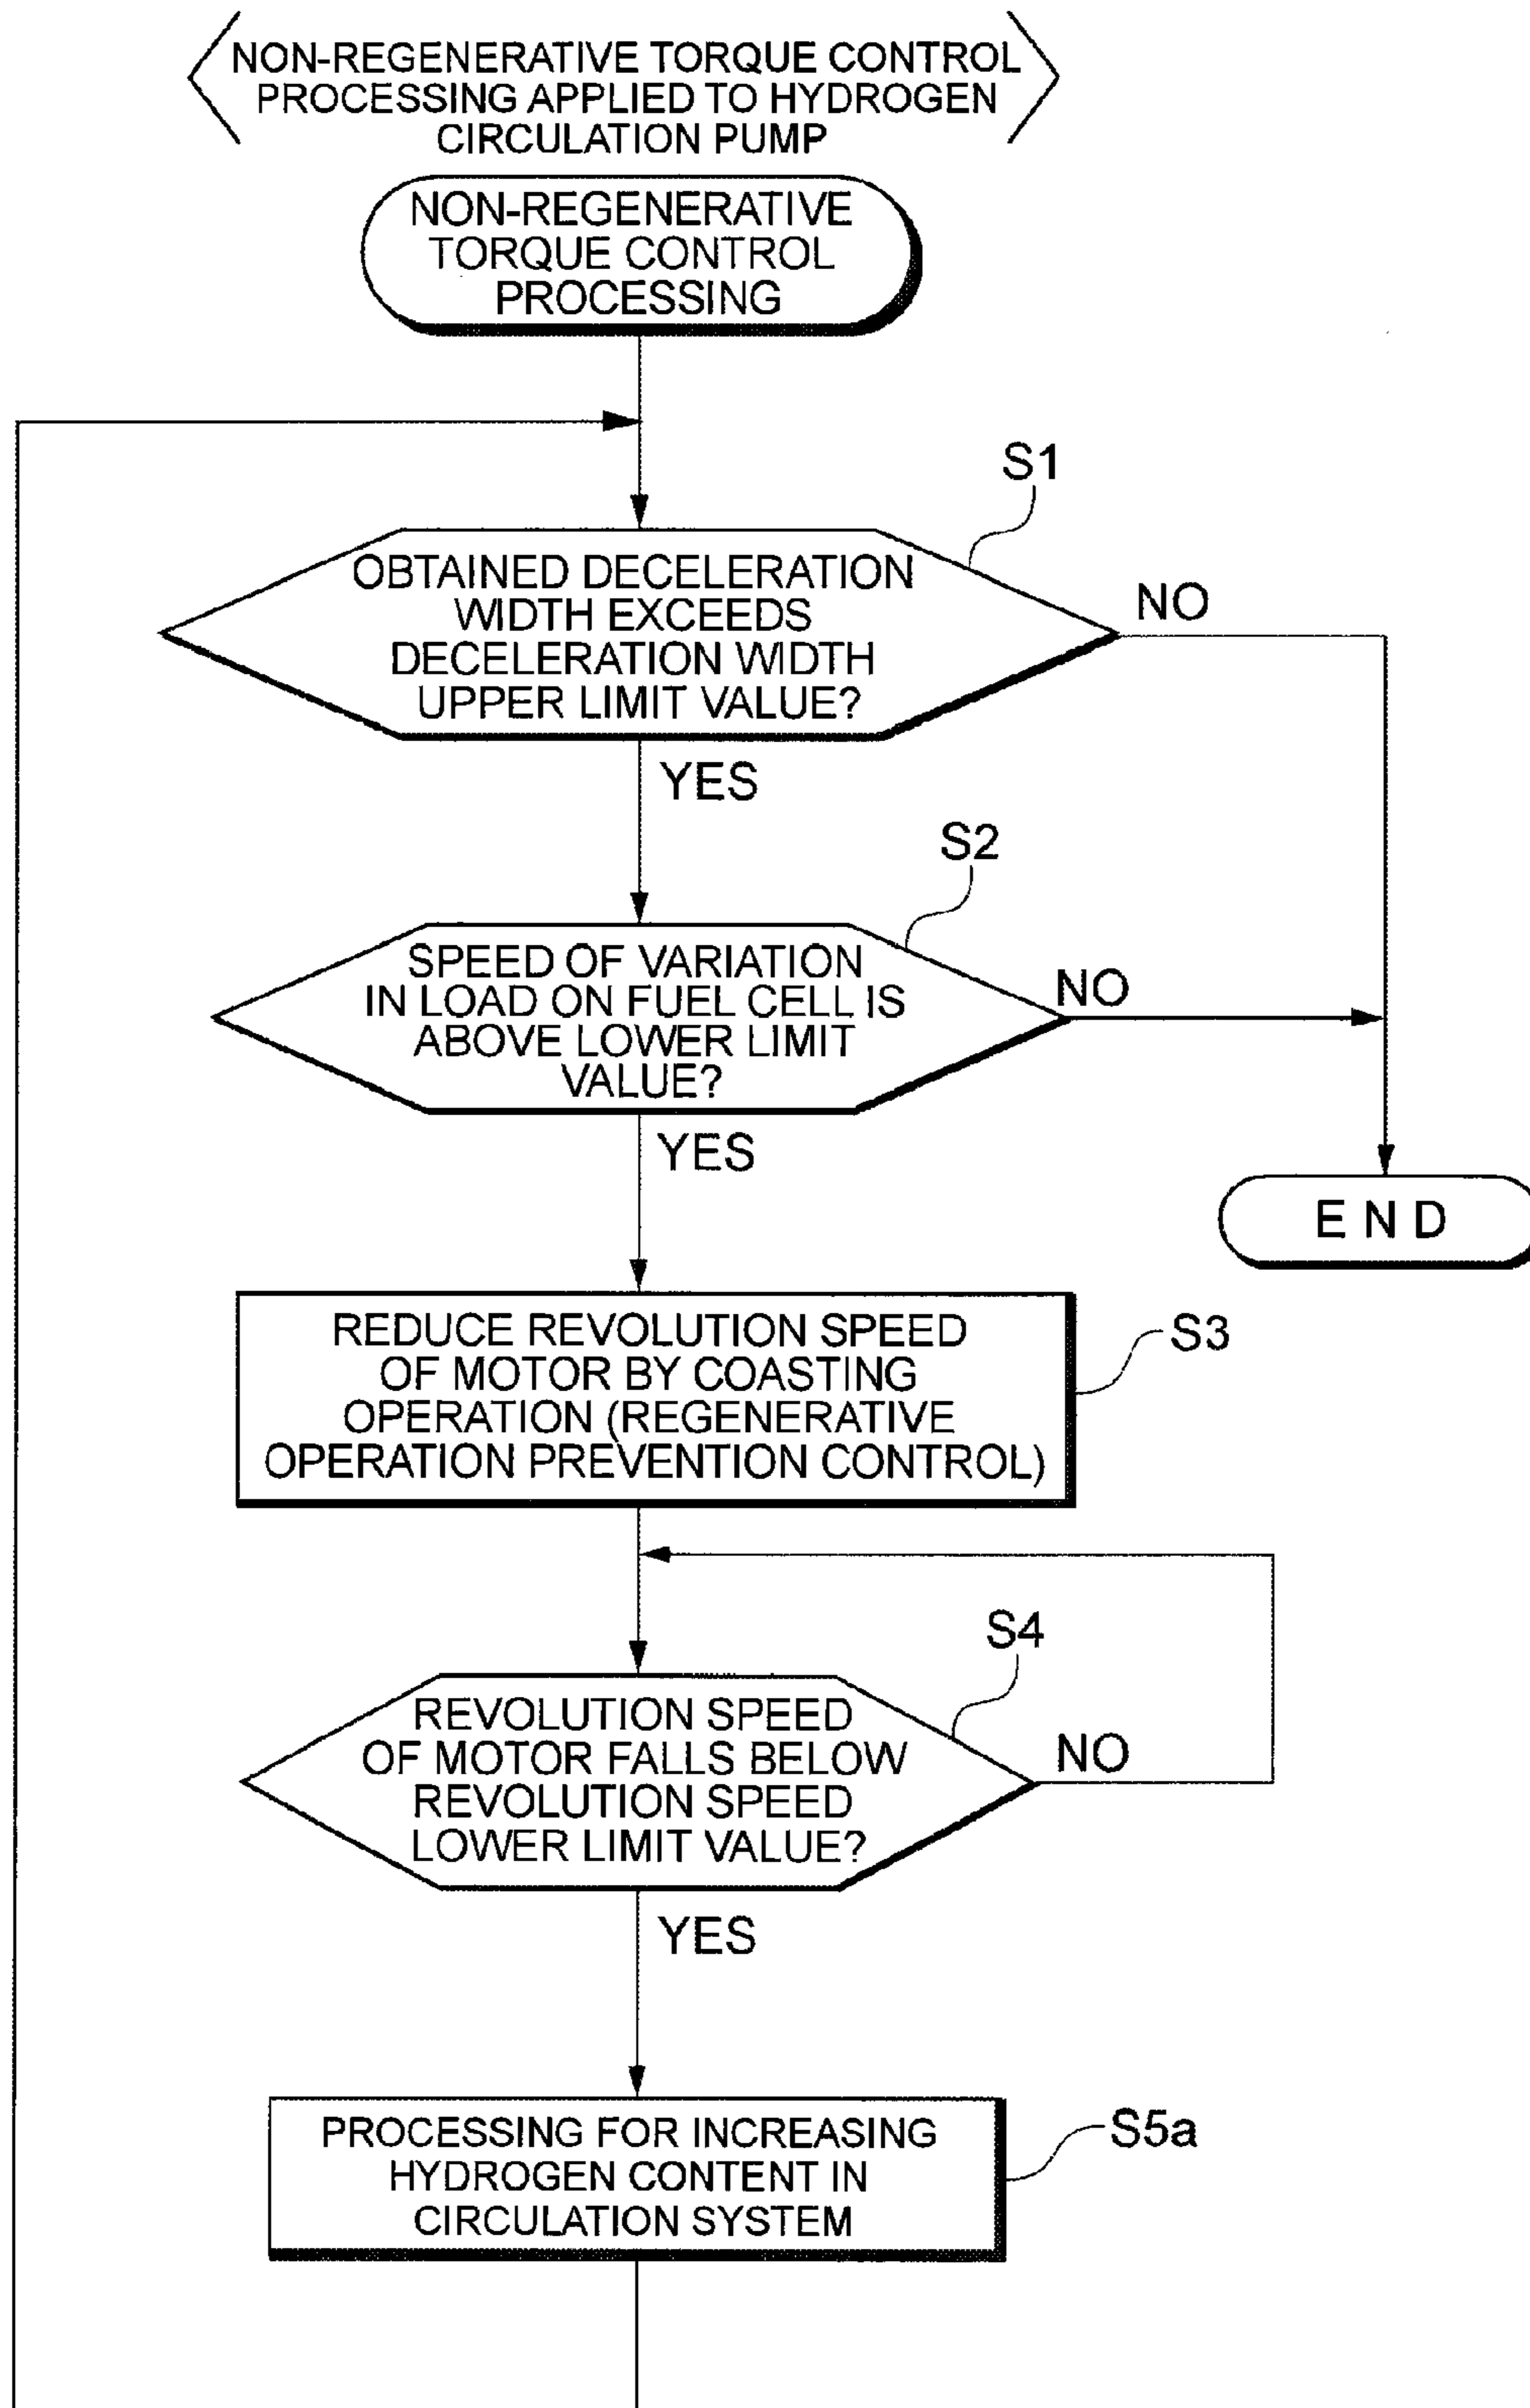 NON-REGENERATIVE TORQUE CONTROL
PROCESSING APPLIED TO HYDROGEN
CIRCULATION PUMP
NON-REGENERATIVE
TORQUE CONTROL
PROCESSING
S1
OBTAINED DECELERATION
WIDTH EXCEEDS
DECELERATION WIDTH
UPPER LIMIT VALUE?
NO
YES
S2
SPEED OF VARIATION
IN LOAD ON FUEL CELL IS
ABOVE LOWER LIMIT
VALUE?
NO
YES
END
REDUCE REVOLUTION SPEED
OF MOTOR BY COASTING
OPERATION (REGENERATIVE
OPERATION PREVENTION CONTROL)
S3
S4
REVOLUTION SPEED
OF MOTOR FALLS BELOW
REVOLUTION SPEED
LOWER LIMIT VALUE?
NO
YES
PROCESSING FOR INCREASING
HYDROGEN CONTENT IN
CIRCULATION SYSTEM
S5a